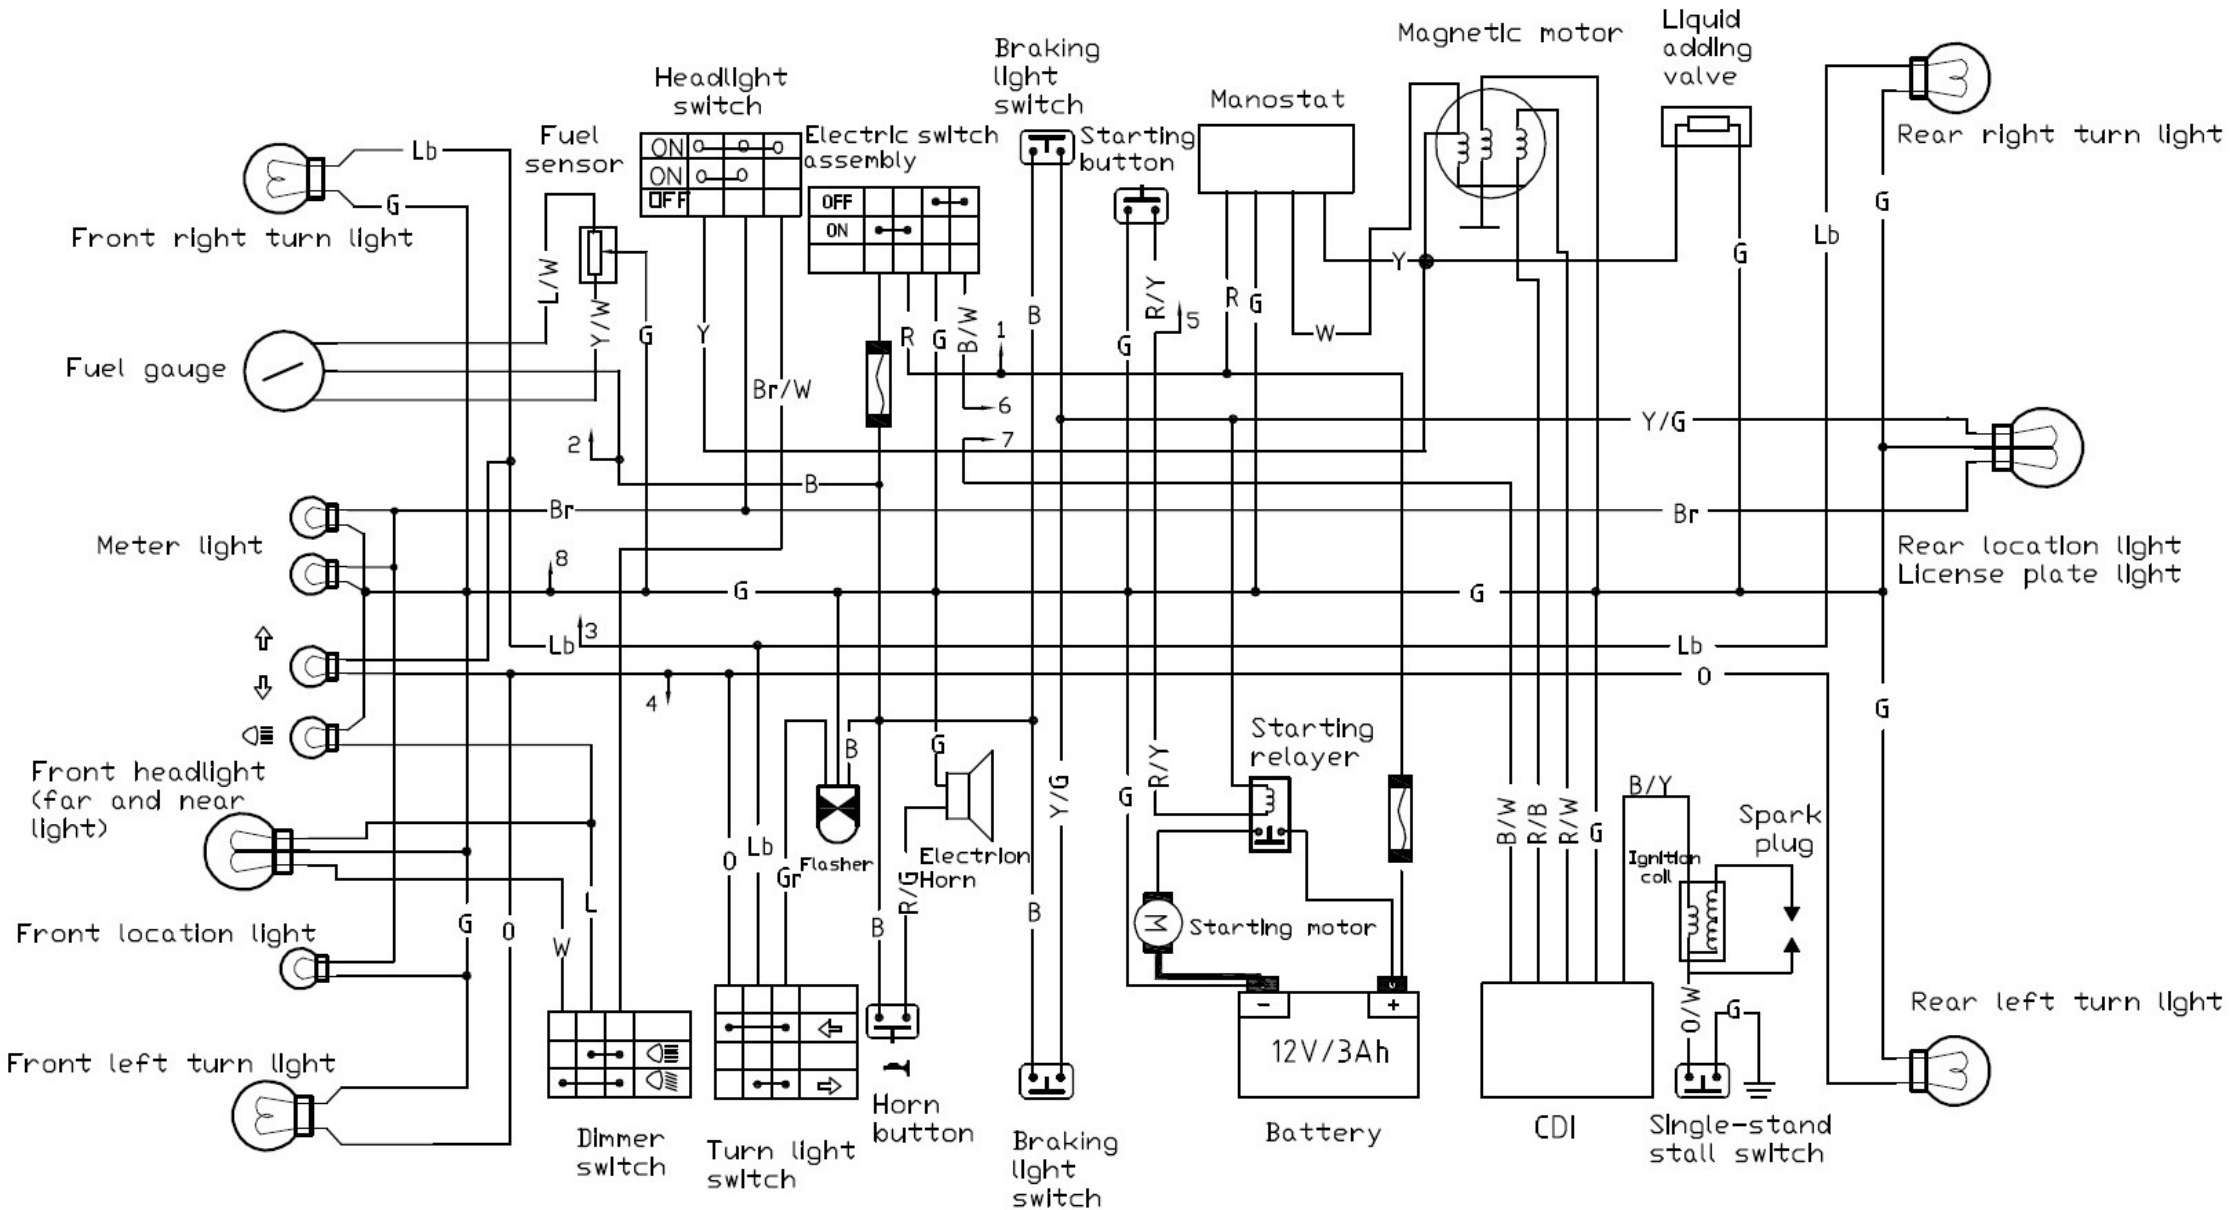 Magnetic motor
Liquid
adding
valve
Braking
light
switch
Headlight
switch
Manostat
Rear right turn light
Fuel
sensor
Electric switch
assembly
Starting
button
ON
ON
OFF
OFF
ON
Lb
G
Front right turn light
L/W
Y/W
G
Y
Br/W
R
G
B/W
1
B
G
R/Y
5
R
G
W
Y
G
Lb
G
Fuel gauge
2
6
7
Y/G
B
Br
Br
Meter light
8
G
G
Rear location light
License plate light
3
Lb
Lb
O
4
G
Front headlight
(far and near
light)
B
G
Starting
relayer
R/Y
Y/G
G
B/W
R/B
R/W
G
B/Y
Spark
plug
Ignition
coil
O
Lb
Gr
Flasher
Electrion
Horn
R/G
B
B
L
W
G
O
Front location light
M
Starting motor
-
+
12V/3Ah
O/W
G
Rear left turn light
Front left turn light
Dimmer
switch
Turn light
switch
Horn
button
Braking
light
switch
Battery
CDI
Single-stand
stall switch